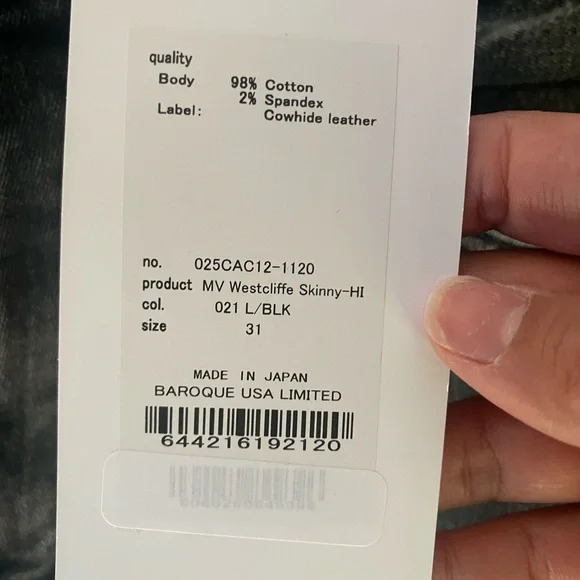 quality
Body 98% Cotton
2% Spandex
Label: Cowhide leather
no. 025CAC12-1120
product MV Westcliffe Skinny-HI
col. 021 L/BLK
size 31
MADE IN JAPAN
BAROQUE USA LIMITED
644216192120